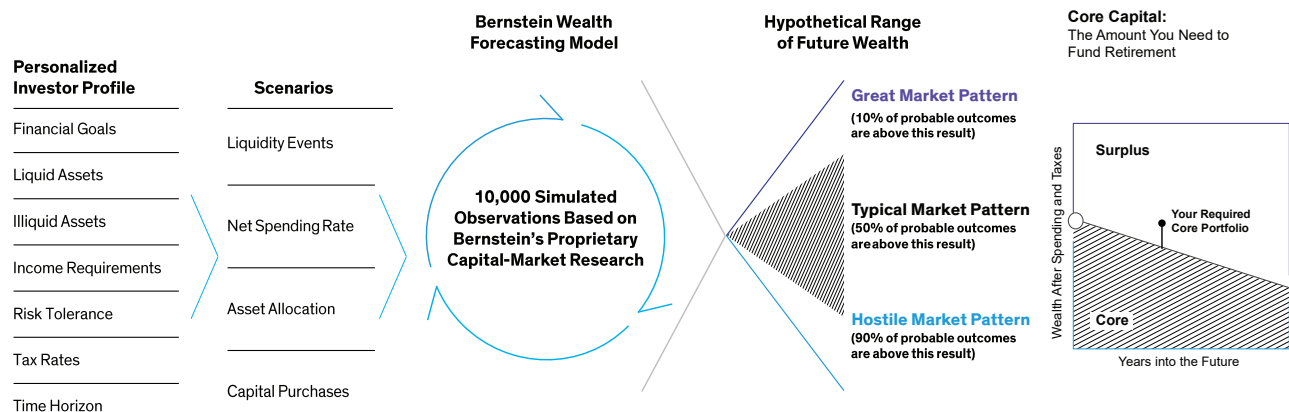 Personalized
Investor Profile
Financial Goals
Liquid Assets
Illiquid Assets
Income Requirements
Risk Tolerance
Tax Rates
Time Horizon
Scenarios
Liquidity Events
Net Spending Rate
Asset Allocation
Capital Purchases
Bernstein Wealth
Forecasting Model
10,000 Simulated
Observations Based on
Bernstein's Proprietary
Capital-Market Research
Hypothetical Range
of Future Wealth
Great Market Pattern
(10% of probable outcomes
are above this result)
Typical Market Pattern
(50% of probable outcomes
are above this result)
Hostile Market Pattern
(90% of probable outcomes
are above this result)
Core Capital:
The Amount You Need to
Fund Retirement
Wealth After Spending and Taxes
Surplus
Your Required
Core Portfolio
Core
Years into the Future